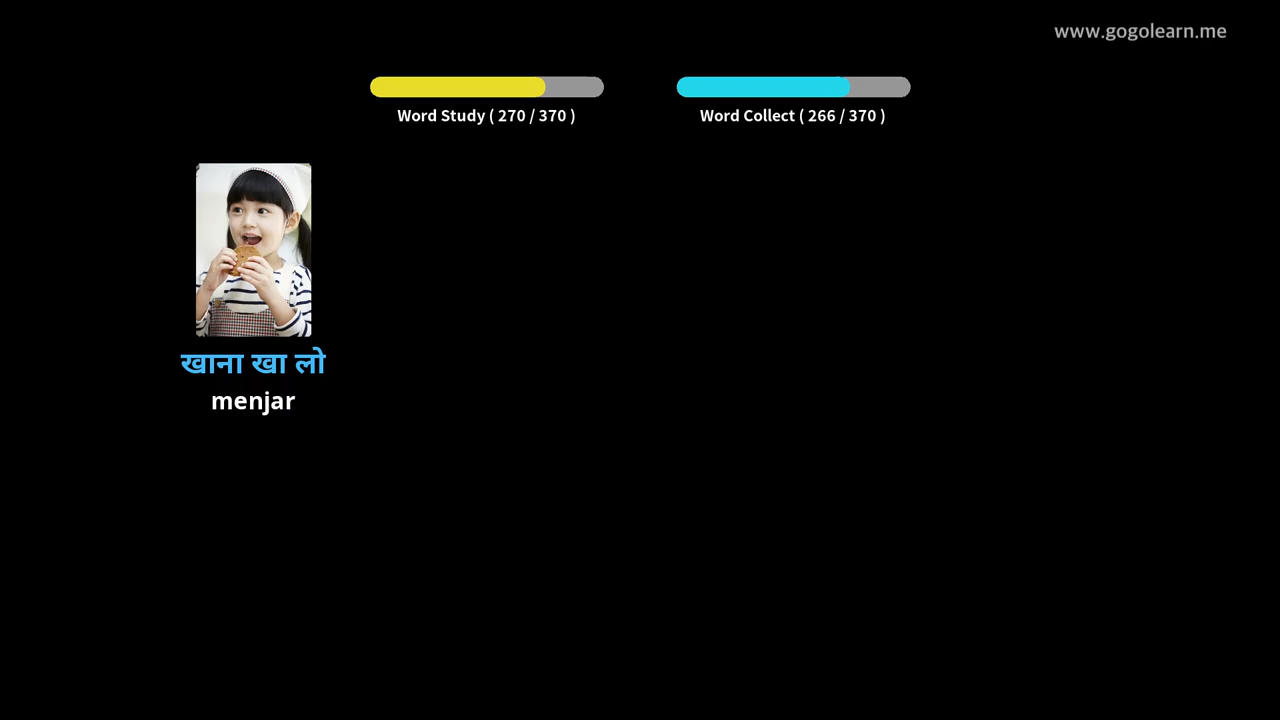 www.gogolearn.me
Word Study ( 270 / 370 )
Word Collect ( 266 / 370 )
खाना खा लो
menjar